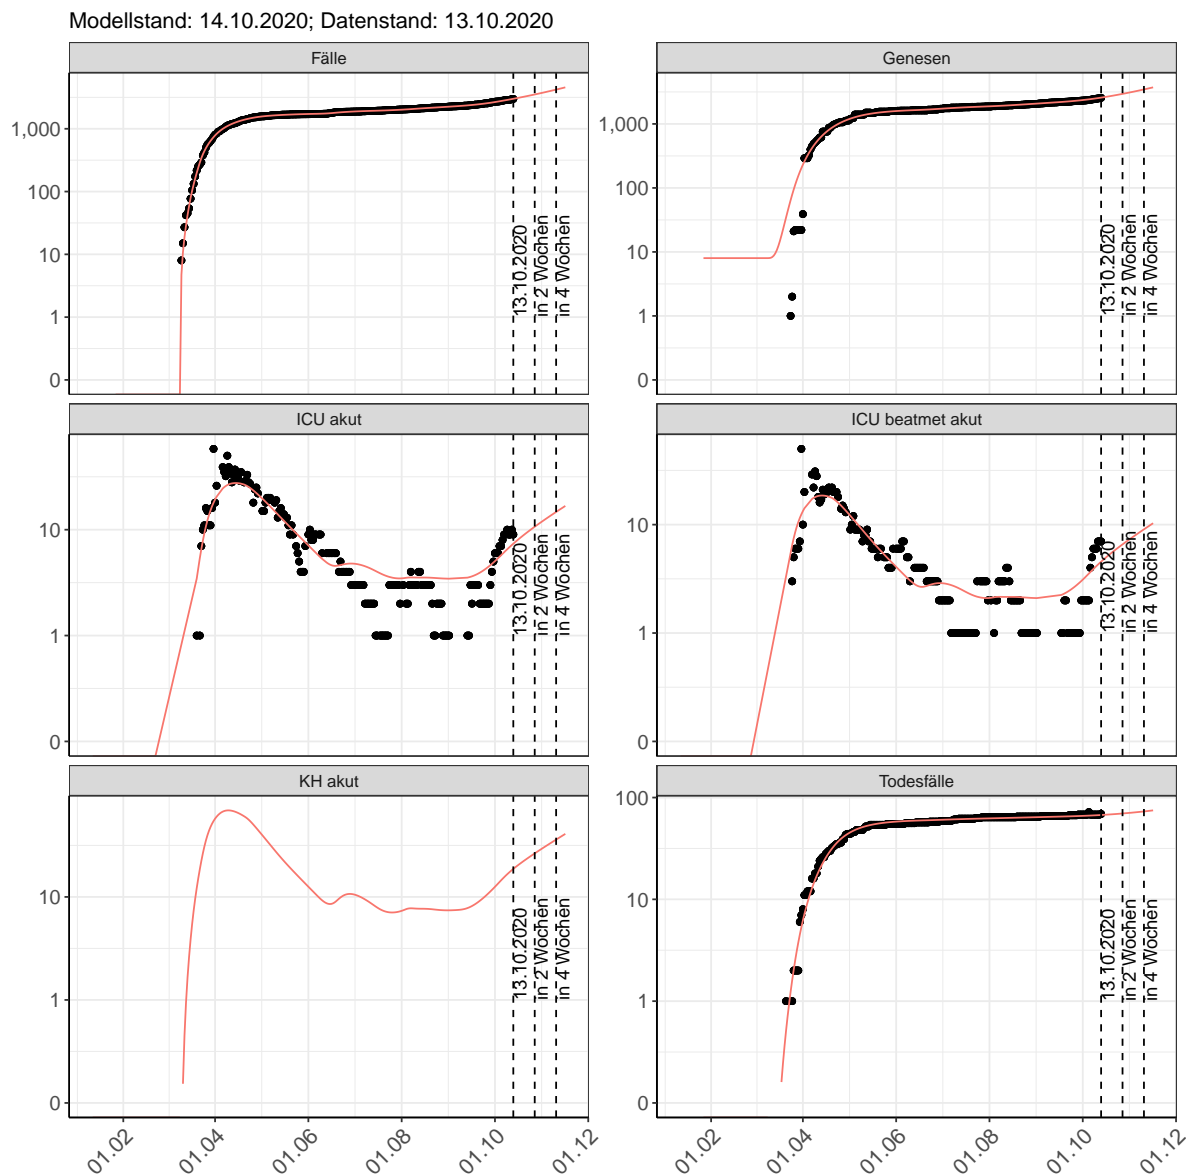 Modellstand: 14.10.2020; Datenstand: 13.10.2020
Fälle
Genesen
1,000
100
10
1
0
13.10.2020
in 2 Wochen
in 4 Wochen
1,000
100
10
1
0
13.10.2020
in 2 Wochen
in 4 Wochen
ICU akut
ICU beatmet akut
10
1
0
13.10.2020
in 2 Wochen
in 4 Wochen
10
1
0
13.10.2020
in 2 Wochen
in 4 Wochen
KH akut
Todesfälle
10
1
0
13.10.2020
in 2 Wochen
in 4 Wochen
100
10
1
0
13.10.2020
in 2 Wochen
in 4 Wochen
01.02
01.04
01.06
01.08
01.10
01.12
01.02
01.04
01.06
01.08
01.10
01.12